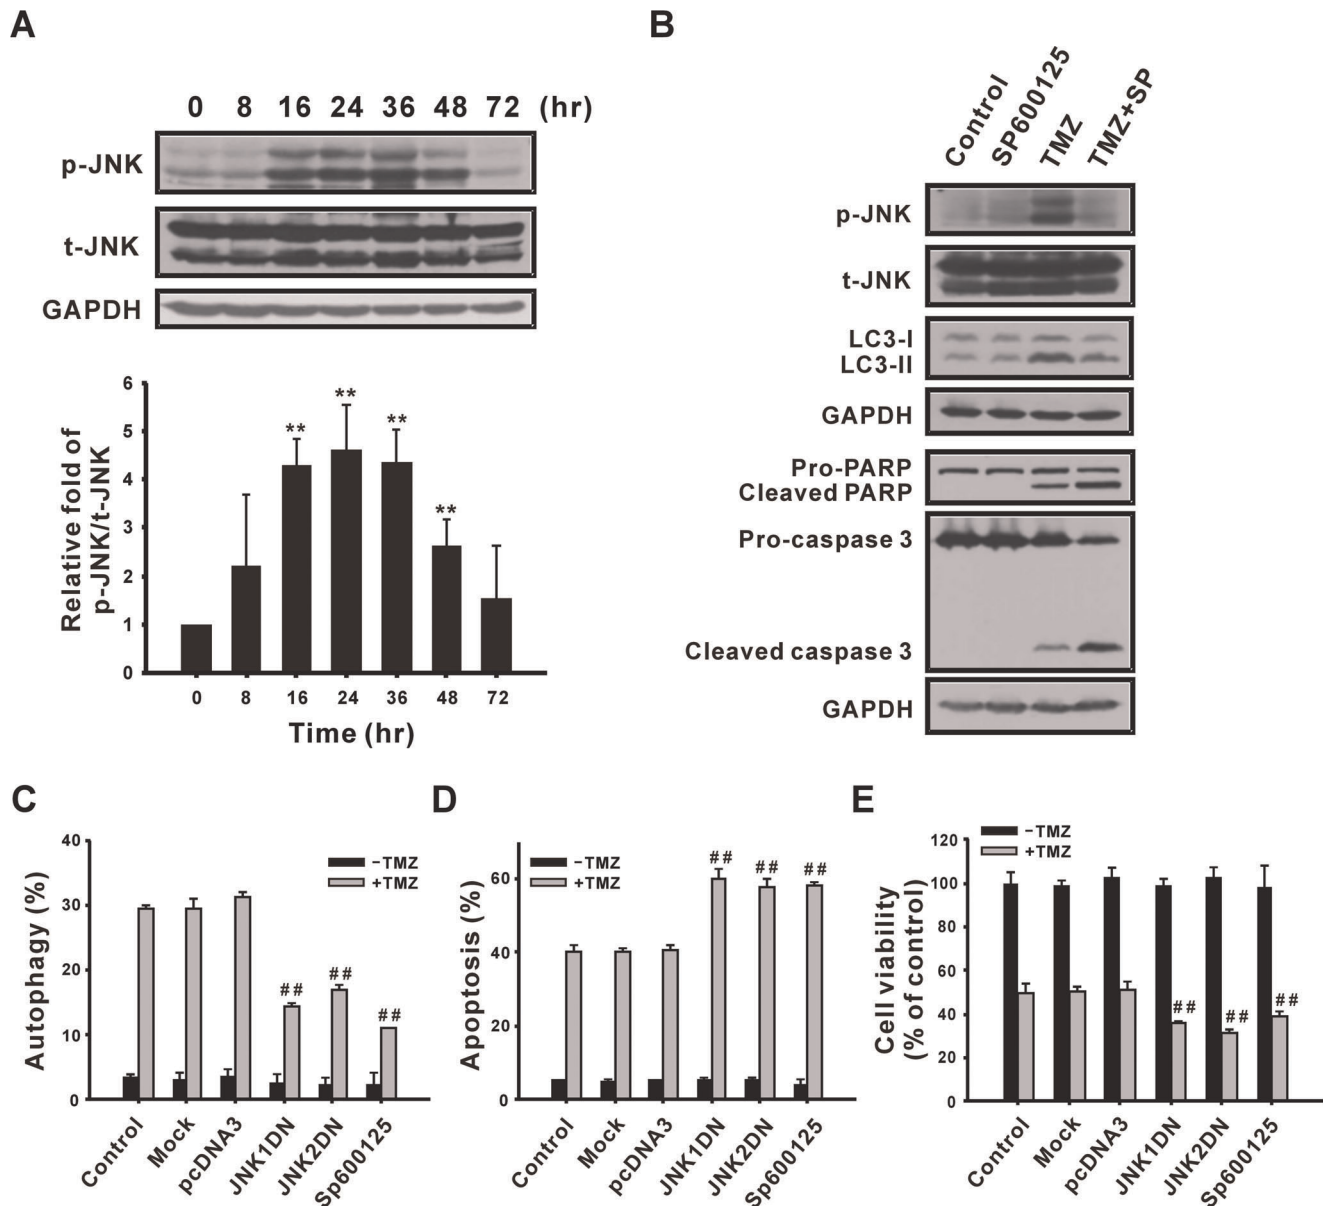 A
0 8 16 24 36 48 72 (hr)
p-JNK
t-JNK
GAPDH
Relative fold of
p-JNK/t-JNK
6
5
4
3
2
1
0
** ** ** **
0 8 16 24 36 48 72
Time (hr)
B
Control SP600125 TMZ TMZ+SP
p-JNK
t-JNK
LC3-I
LC3-II
GAPDH
Pro-PARP
Cleaved PARP
Pro-caspase 3
Cleaved caspase 3
GAPDH
C
Autophagy (%)
40
30
20
10
0
−TMZ
+TMZ
## ## ##
Control Mock pcDNA3 JNK1DN JNK2DN Sp600125
D
Apoptosis (%)
60
40
20
0
−TMZ
+TMZ
## ## ##
Control Mock pcDNA3 JNK1DN JNK2DN Sp600125
E
Cell viability
(% of control)
120
100
80
60
40
20
0
−TMZ
+TMZ
## ## ##
Control Mock pcDNA3 JNK1DN JNK2DN Sp600125